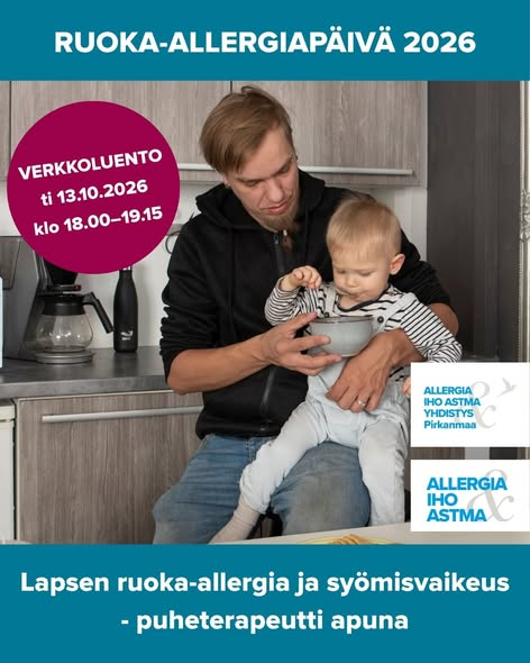 RUOKA-ALLERGIAPÄIVÄ 2026
VERKKOLUENTO
ti 13.10.2026
klo 18.00–19.15
ALLERGIA
IHO ASTMA
YHDISTYS
Pirkanmaa
&
ALLERGIA
IHO
ASTMA
&
Lapsen ruoka-allergia ja syömisvaikeus
- puheterapeutti apuna